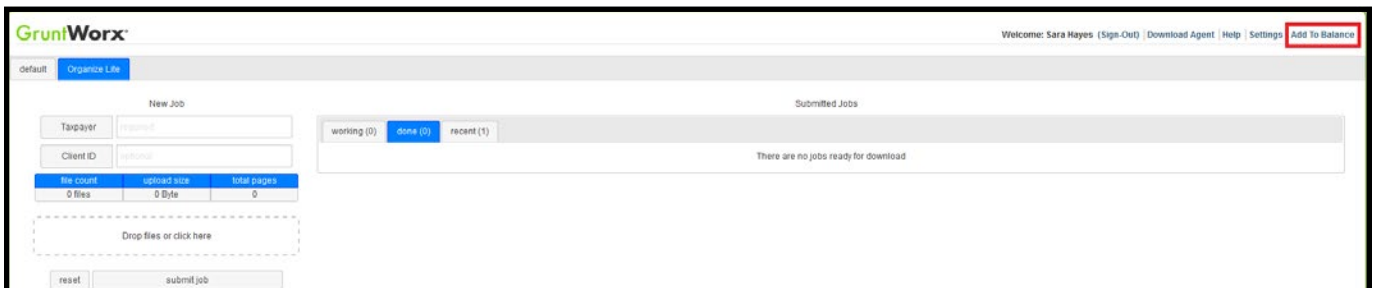 GruntWorx
Welcome: Sara Hayes (Sign-Out) | Download Agent | Help | Settings | Add To Balance
default Organize Lite
New Job
Submitted Jobs
Taxpayer required
working (0) done (0) recent (1)
Client ID optional
There are no jobs ready for download
file count upload size total pages
0 files 0 Byte 0
Drop files or click here
reset submit job